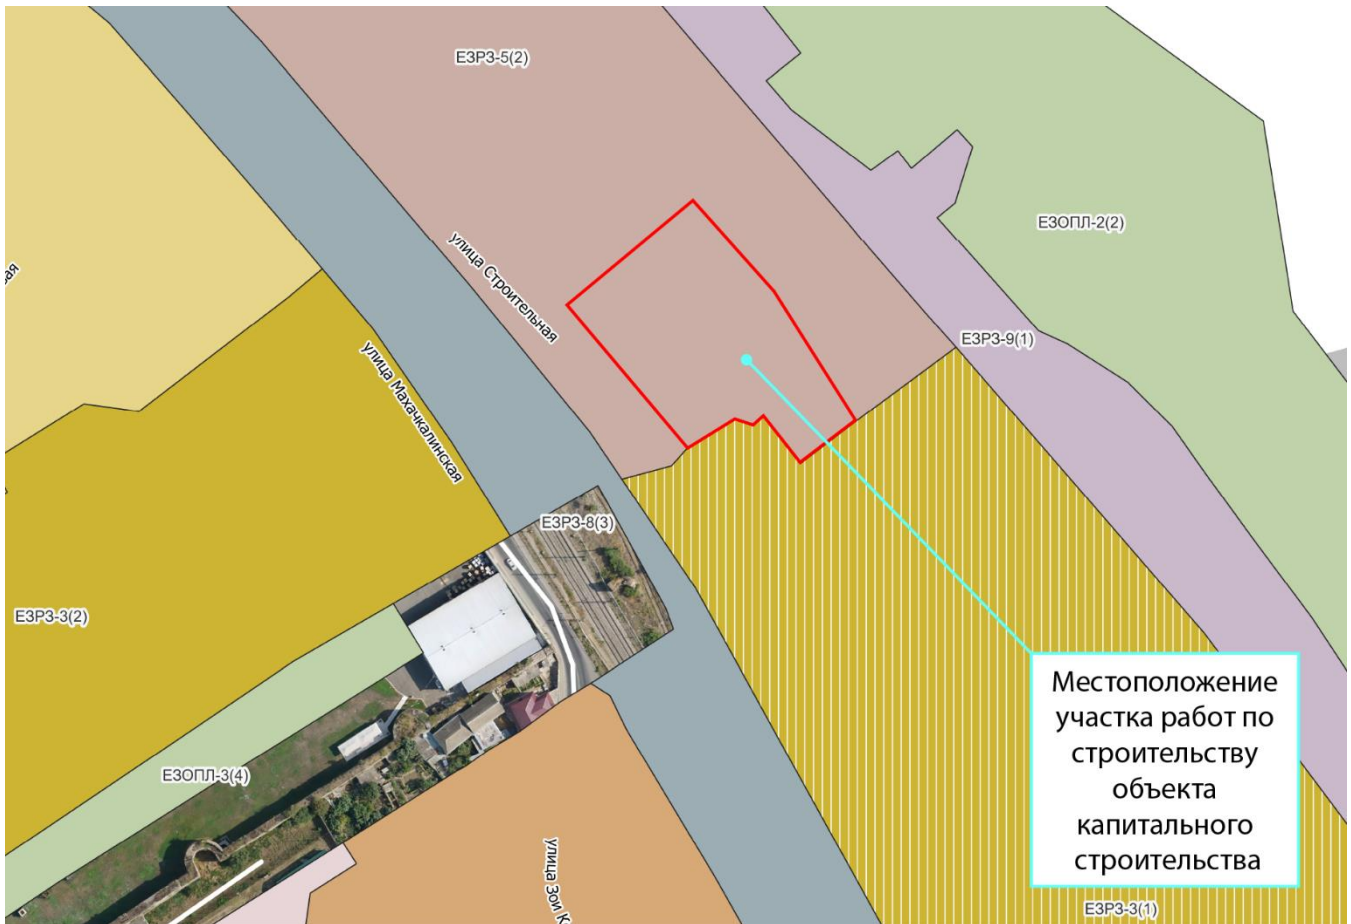 ЕЗРЗ-5(2)
ЕЗОПЛ-2(2)
улица Строительная
ЕЗРЗ-9(1)
улица Махачкалинская
ЕЗРЗ-8(3)
ЕЗРЗ-3(2)
Местоположение
участка работ по
строительству
объекта
капитального
строительства
ЕЗОПЛ-3(4)
улица Зои
ЕЗРЗ-3(1)